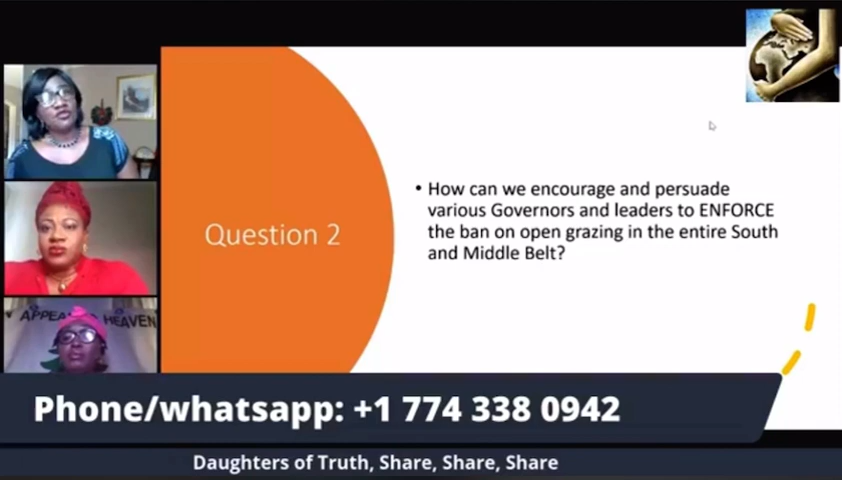 APPEA HEAVEN
Question 2
• How can we encourage and persuade
various Governors and leaders to ENFORCE
the ban on open grazing in the entire South
and Middle Belt?
Phone/whatsapp: +1 774 338 0942
Daughters of Truth, Share, Share, Share